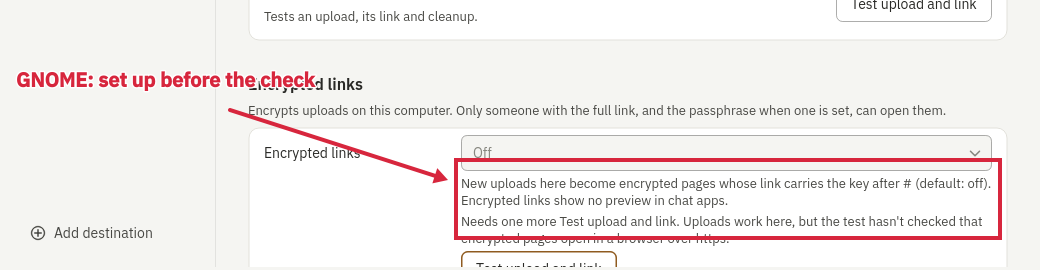 Tests an upload, its link and cleanup.
Test upload and link
GNOME: set up before the check
Encrypted links
Encrypts uploads on this computer. Only someone with the full link, and the passphrase when one is set, can open them.
Encrypted links
Off
New uploads here become encrypted pages whose link carries the key after # (default: off).
Encrypted links show no preview in chat apps.
Needs one more Test upload and link. Uploads work here, but the test hasn't checked that
encrypted pages open in a browser over https.
Add destination
Test upload and link